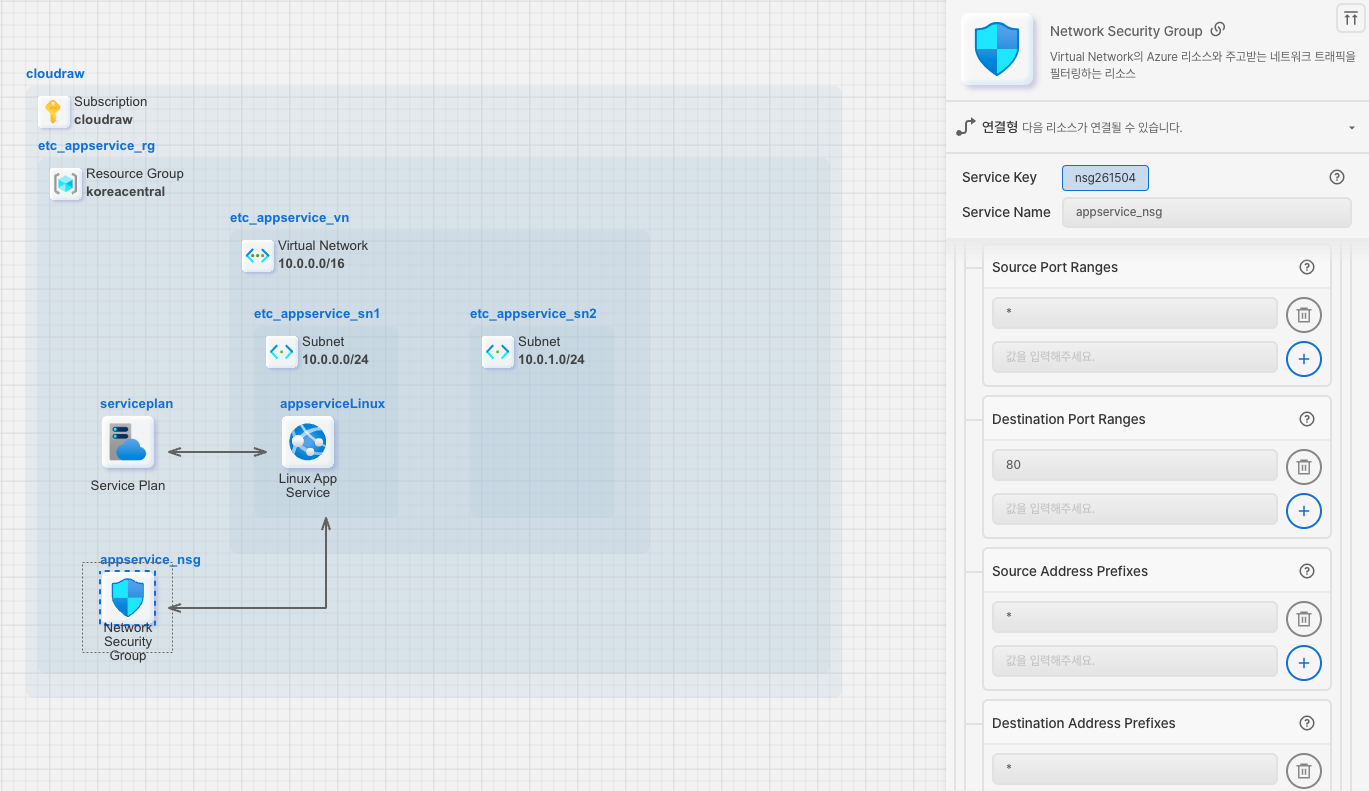 cloudraw
Subscription
cloudraw
etc_appservice_rg
Resource Group
koreacentral
etc_appservice_vn
Virtual Network
10.0.0.0/16
etc_appservice_sn1
Subnet
10.0.0.0/24
etc_appservice_sn2
Subnet
10.0.1.0/24
serviceplan
Service Plan
appserviceLinux
Linux App
Service
appservice_nsg
Network
Security
Group
Network Security Group
Virtual Network의 Azure 리소스와 주고받는 네트워크 트래픽을
필터링하는 리소스
연결형 다음 리소스가 연결될 수 있습니다.
Service Key nsg261504
Service Name appservice_nsg
Source Port Ranges
*
값을 입력해주세요.
Destination Port Ranges
80
값을 입력해주세요.
Source Address Prefixes
*
값을 입력해주세요.
Destination Address Prefixes
*